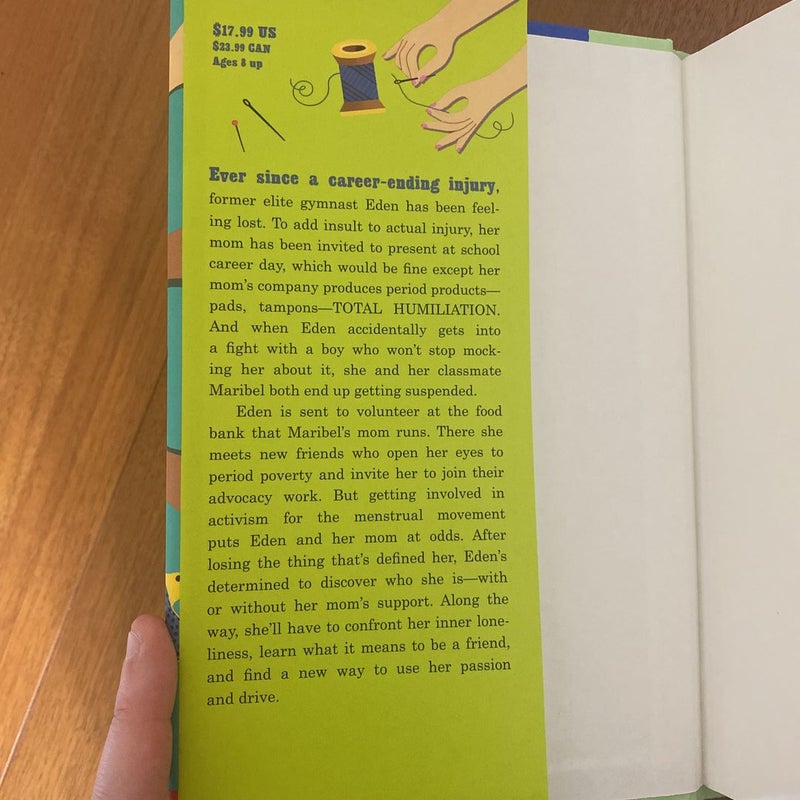 $17.99 US
$23.99 CAN
Ages 8 up
Ever since a career-ending injury,
former elite gymnast Eden has been feel-
ing lost. To add insult to actual injury, her
mom has been invited to present at school
career day, which would be fine except her
mom's company produces period products—
pads, tampons—TOTAL HUMILIATION.
And when Eden accidentally gets into
a fight with a boy who won't stop mock-
ing her about it, she and her classmate
Maribel both end up getting suspended.
Eden is sent to volunteer at the food
bank that Maribel's mom runs. There she
meets new friends who open her eyes to
period poverty and invite her to join their
advocacy work. But getting involved in
activism for the menstrual movement
puts Eden and her mom at odds. After
losing the thing that's defined her, Eden's
determined to discover who she is—with
or without her mom's support. Along the
way, she'll have to confront her inner lone-
liness, learn what it means to be a friend,
and find a new way to use her passion
and drive.